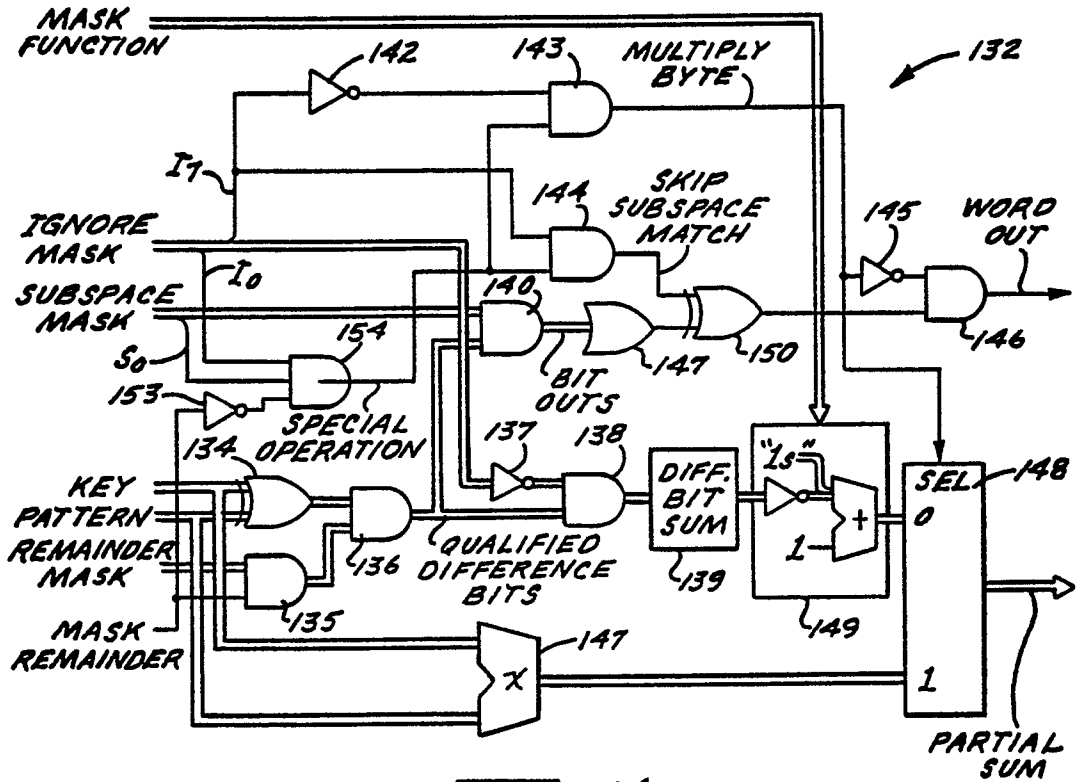 MASK
FUNCTION
142
143
MULTIPLY
BYTE
132
I7
144
SKIP
SUBSPACE
MATCH
145
WORD
OUT
IGNORE
MASK
I0
SUBSPACE
MASK
140
154
S0
147
150
146
BIT
OUTS
153
SPECIAL
OPERATION
134
137
138
"1s"
KEY
PATTERN
REMAINDER
MASK
136
QUALIFIED
DIFFERENCE
BITS
DIFF.
BIT
SUM
139
+
1
SEL
148
0
135
149
MASK
REMAINDER
147
X
1
PARTIAL
SUM